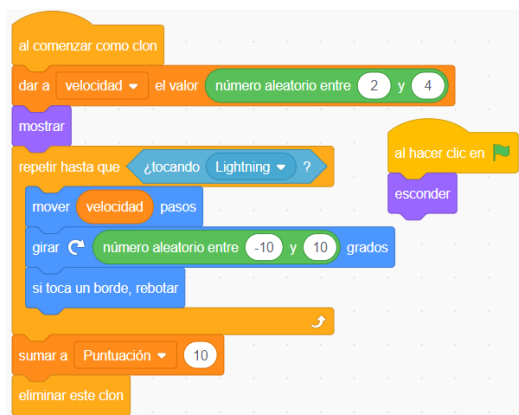 al comenzar como clon
dar a velocidad el valor número aleatorio entre 2 y 4
mostrar
repetir hasta que ¿tocando Lightning ?
mover velocidad pasos
girar número aleatorio entre -10 y 10 grados
si toca un borde, rebotar
sumar a Puntuación 10
eliminar este clon
al hacer clic en
esconder